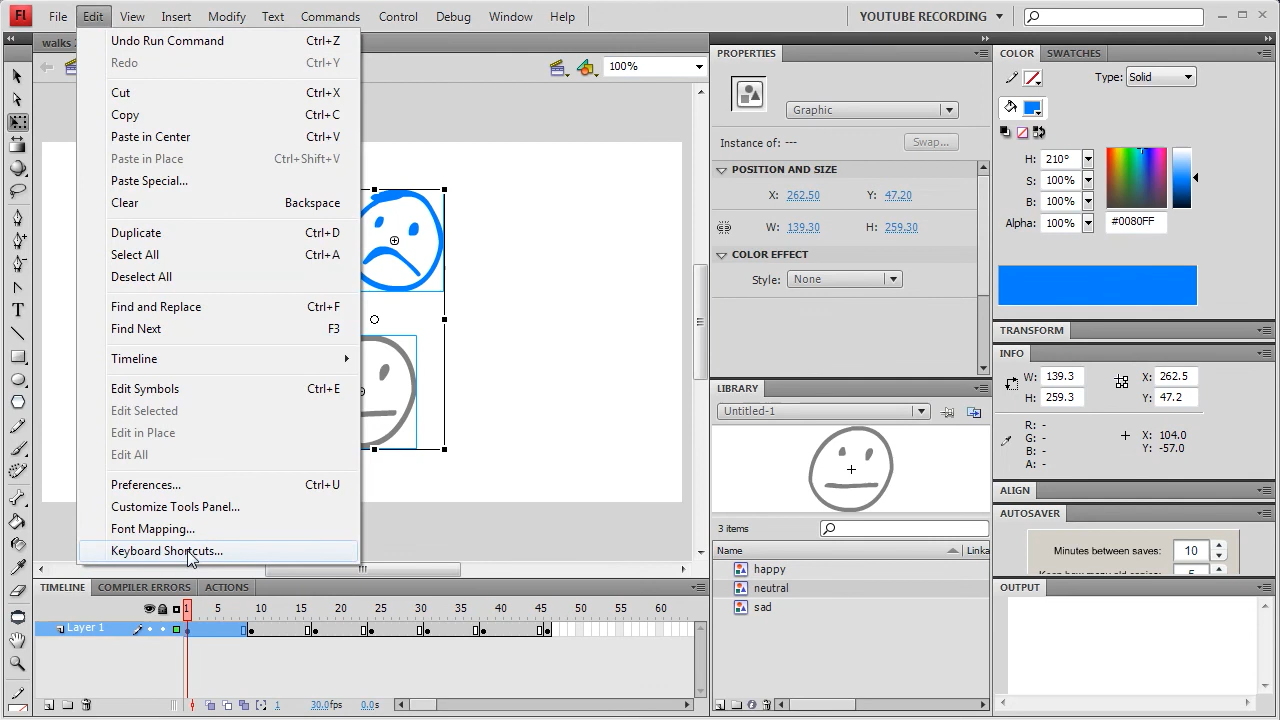 Fl File Edit View Insert Modify Text Commands Control Debug Window Help YOUTUBE RECORDING
walks 2
100%
Undo Run Command Ctrl+Z
Redo Ctrl+Y
Cut Ctrl+X
Copy Ctrl+C
Paste in Center Ctrl+V
Paste in Place Ctrl+Shift+V
Paste Special...
Clear Backspace
Duplicate Ctrl+D
Select All Ctrl+A
Deselect All
Find and Replace Ctrl+F
Find Next F3
Timeline
Edit Symbols Ctrl+E
Edit Selected
Edit in Place
Edit All
Preferences... Ctrl+U
Customize Tools Panel...
Font Mapping...
Keyboard Shortcuts...
PROPERTIES
Graphic
Instance of: --- Swap...
POSITION AND SIZE
X: 262.50 Y: 47.20
W: 139.30 H: 259.30
COLOR EFFECT
Style: None
LIBRARY
Untitled-1
3 items
Name Linka
happy
neutral
sad
COLOR SWATCHES
Type: Solid
H: 210°
S: 100%
B: 100%
Alpha: 100% #0080FF
TRANSFORM
INFO
W: 139.3 X: 262.5
H: 259.3 Y: 47.2
R: -
G: - X: 104.0
B: - Y: -57.0
A: -
ALIGN
AUTOSAVER
Minutes between saves: 10
OUTPUT
TIMELINE COMPILER ERRORS ACTIONS
1 5 10 15 20 25 30 35 40 45 50 55 60
Layer 1
1 30.0fps 0.0s